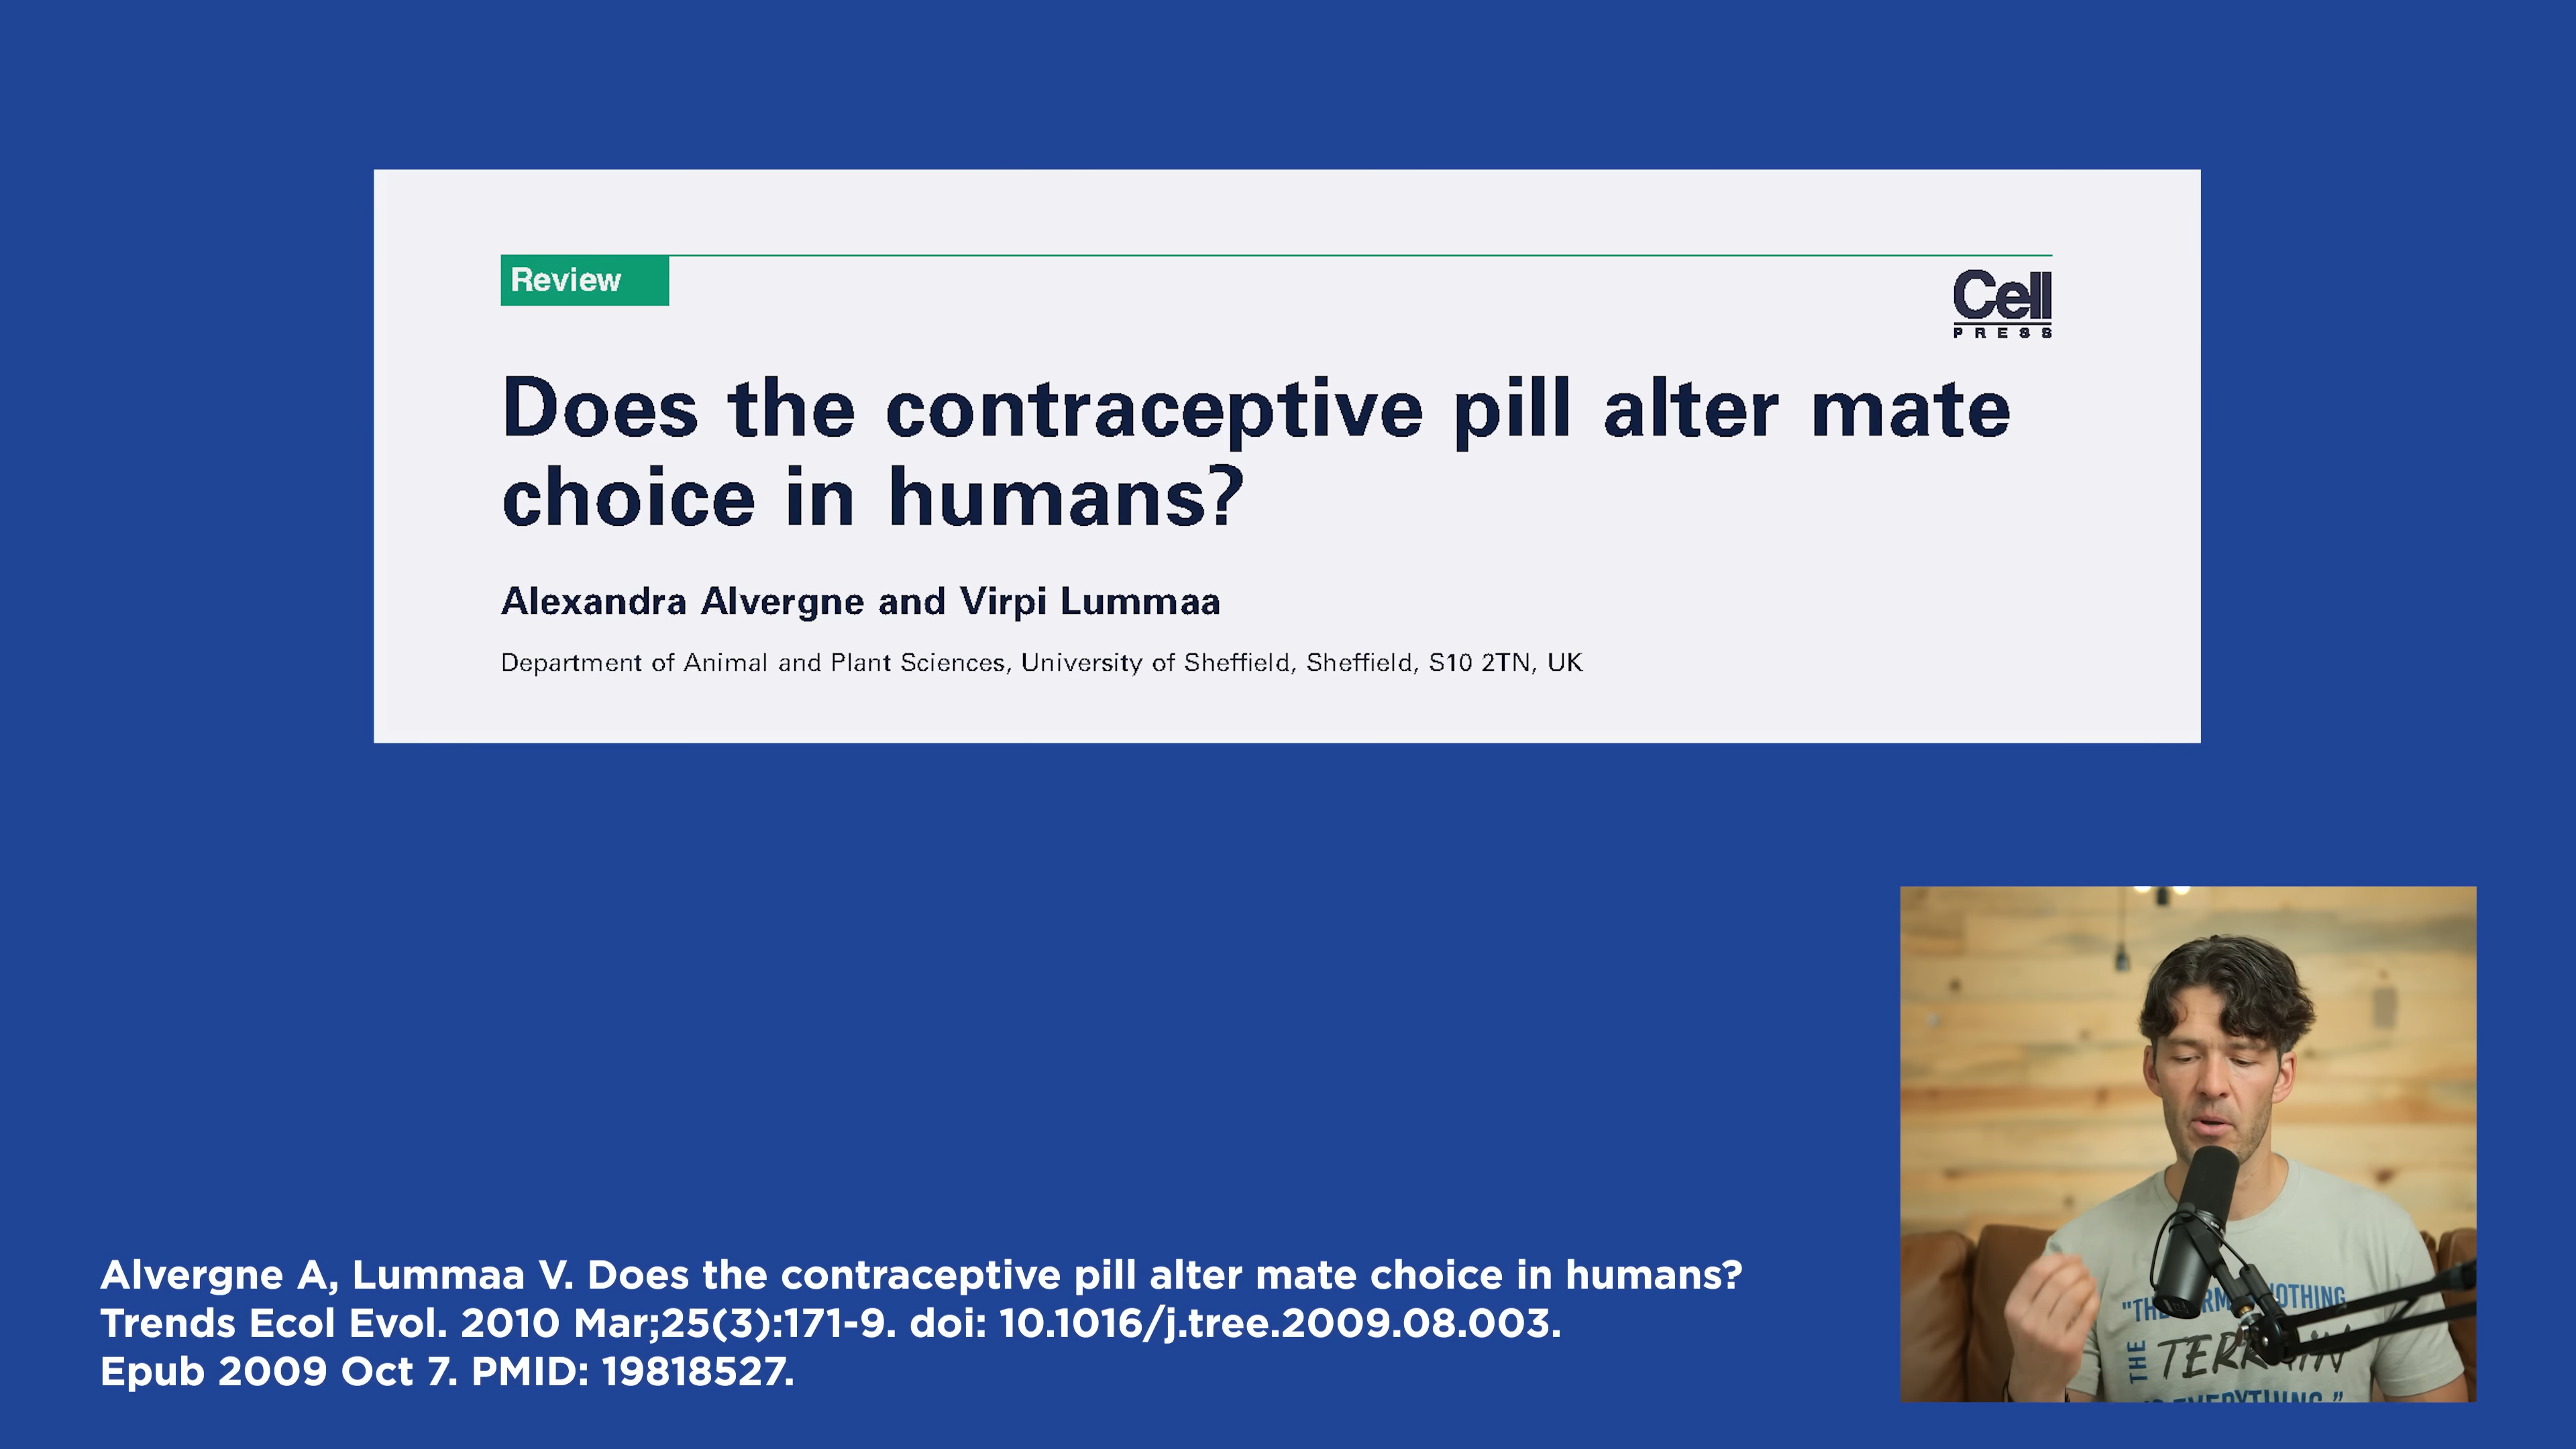 Review
Cell
PRESS
Does the contraceptive pill alter mate
choice in humans?
Alexandra Alvergne and Virpi Lummaa
Department of Animal and Plant Sciences, University of Sheffield, Sheffield, S10 2TN, UK
Alvergne A, Lummaa V. Does the contraceptive pill alter mate choice in humans?
Trends Ecol Evol. 2010 Mar;25(3):171-9. doi: 10.1016/j.tree.2009.08.003.
Epub 2009 Oct 7. PMID: 19818527.
THE